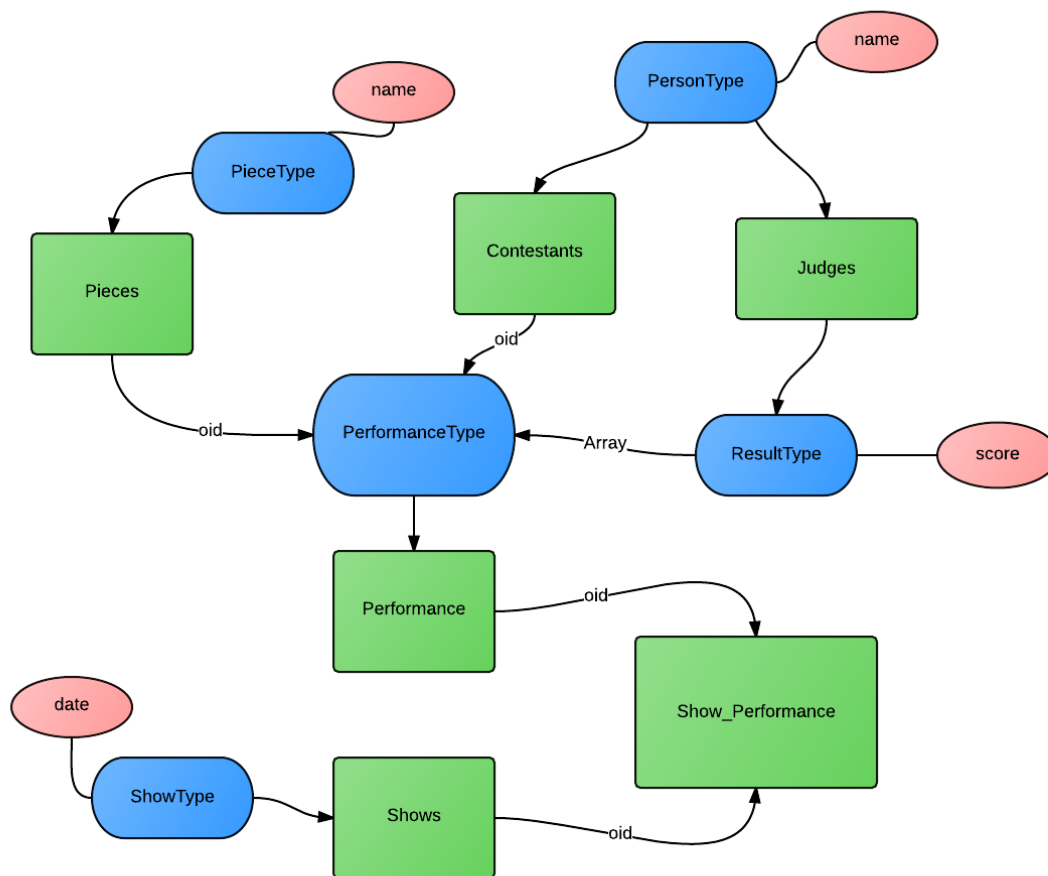 name
name
PersonType
PieceType
Contestants
Judges
Pieces
oid
oid
PerformanceType
Array
ResultType
score
Performance
oid
date
Show_Performance
ShowType
Shows
oid